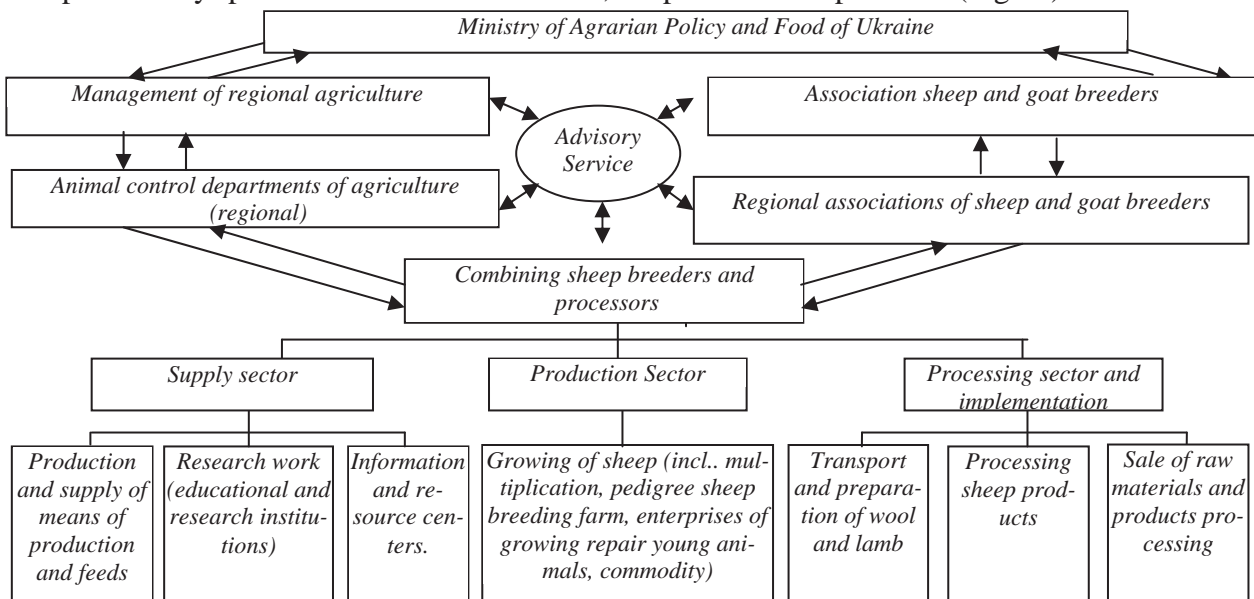 Ministry of Agrarian Policy and Food of Ukraine
Management of regional agriculture
Association sheep and goat breeders
Advisory
Service
Animal control departments of agriculture
(regional)
Regional associations of sheep and goat breeders
Combining sheep breeders and
processors
Supply sector
Production Sector
Processing sector and
implementation
Production
and supply of
means of
production
and feeds
Research work
(educational and
research institu-
tions)
Information
and re-
source cen-
ters.
Growing of sheep (incl.. mul-
tiplication, pedigree sheep
breeding farm, enterprises of
growing repair young ani-
mals, commodity)
Transport
and prepara-
tion of wool
and lamb
Processing
sheep prod-
ucts
Sale of raw
materials and
products pro-
cessing